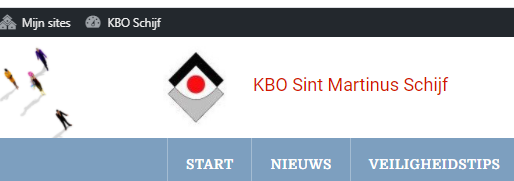 Mijn sites KBO Schijf
KBO Sint Martinus Schijf
START NIEUWS VEILIGHEIDSTIPS